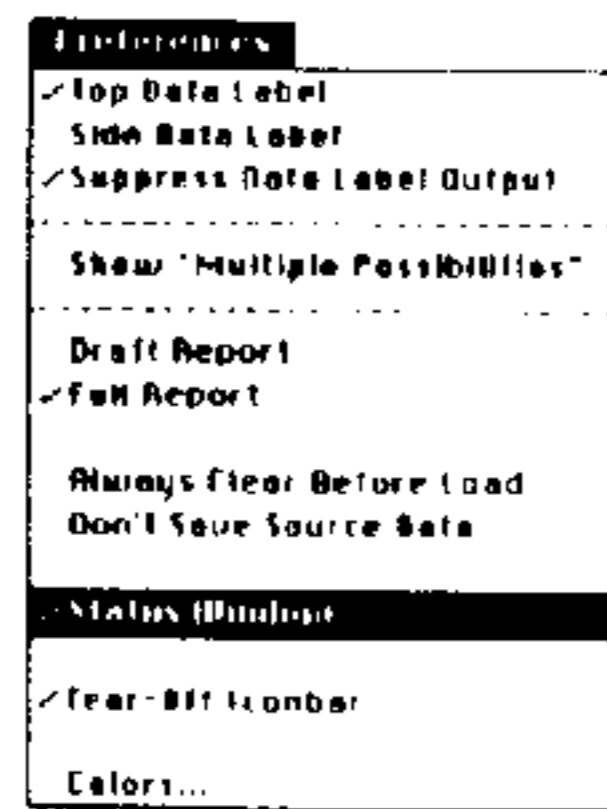 Preferences
✓Top Data Label
Side Data Label
✓Suppress Data Label Output
Show "Multiple Possibilities"
Draft Report
✓Full Report
Always Clear Before Load
Don't Save Source Data
✓Status Window
✓Tear-Off Iconbar
Colors...